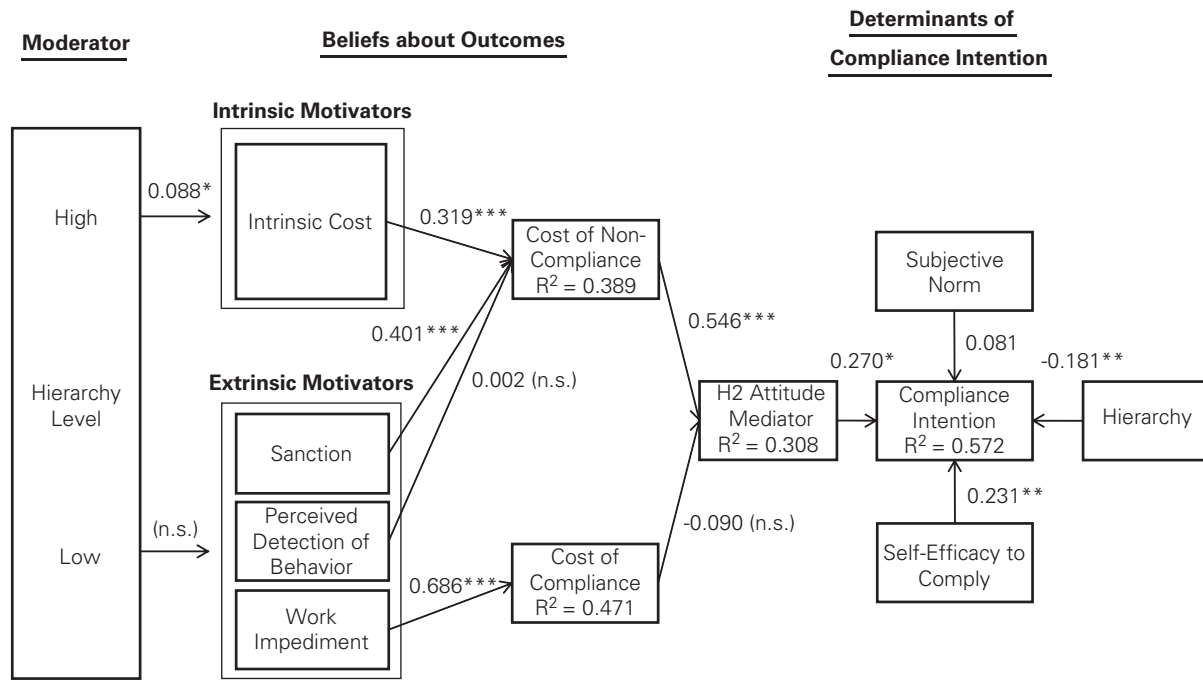 Moderator
Beliefs about Outcomes
Determinants of
Compliance Intention
Intrinsic Motivators
High
0.088*
Intrinsic Cost
0.319***
Cost of Non-
Compliance
R² = 0.389
0.401***
0.546***
Subjective
Norm
0.081
Extrinsic Motivators
0.002 (n.s.)
Hierarchy
Level
Sanction
H2 Attitude
Mediator
R² = 0.308
0.270*
Compliance
Intention
R² = 0.572
-0.181**
Hierarchy
Low
(n.s.)
Perceived
Detection of
Behavior
Work
Impediment
0.686***
Cost of
Compliance
R² = 0.471
-0.090 (n.s.)
0.231**
Self-Efficacy to
Comply